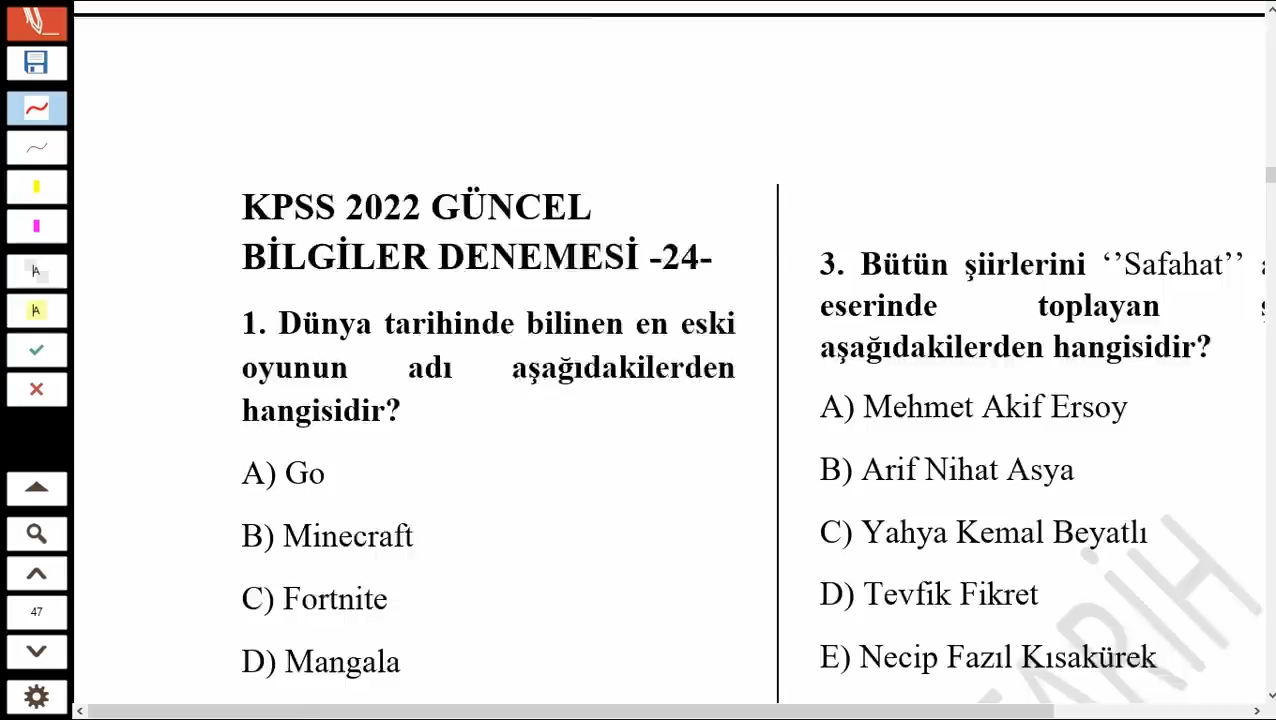 KPSS 2022 GÜNCEL
BİLGİLER DENEMESİ -24-
1. Dünya tarihinde bilinen en eski
oyunun adı aşağıdakilerden
hangisidir?
A) Go
B) Minecraft
C) Fortnite
D) Mangala
3. Bütün şiirlerini ‘’Safahat’’
eserinde toplayan
aşağıdakilerden hangisidir?
A) Mehmet Akif Ersoy
B) Arif Nihat Asya
C) Yahya Kemal Beyatlı
D) Tevfik Fikret
E) Necip Fazıl Kısakürek
TARİH
47